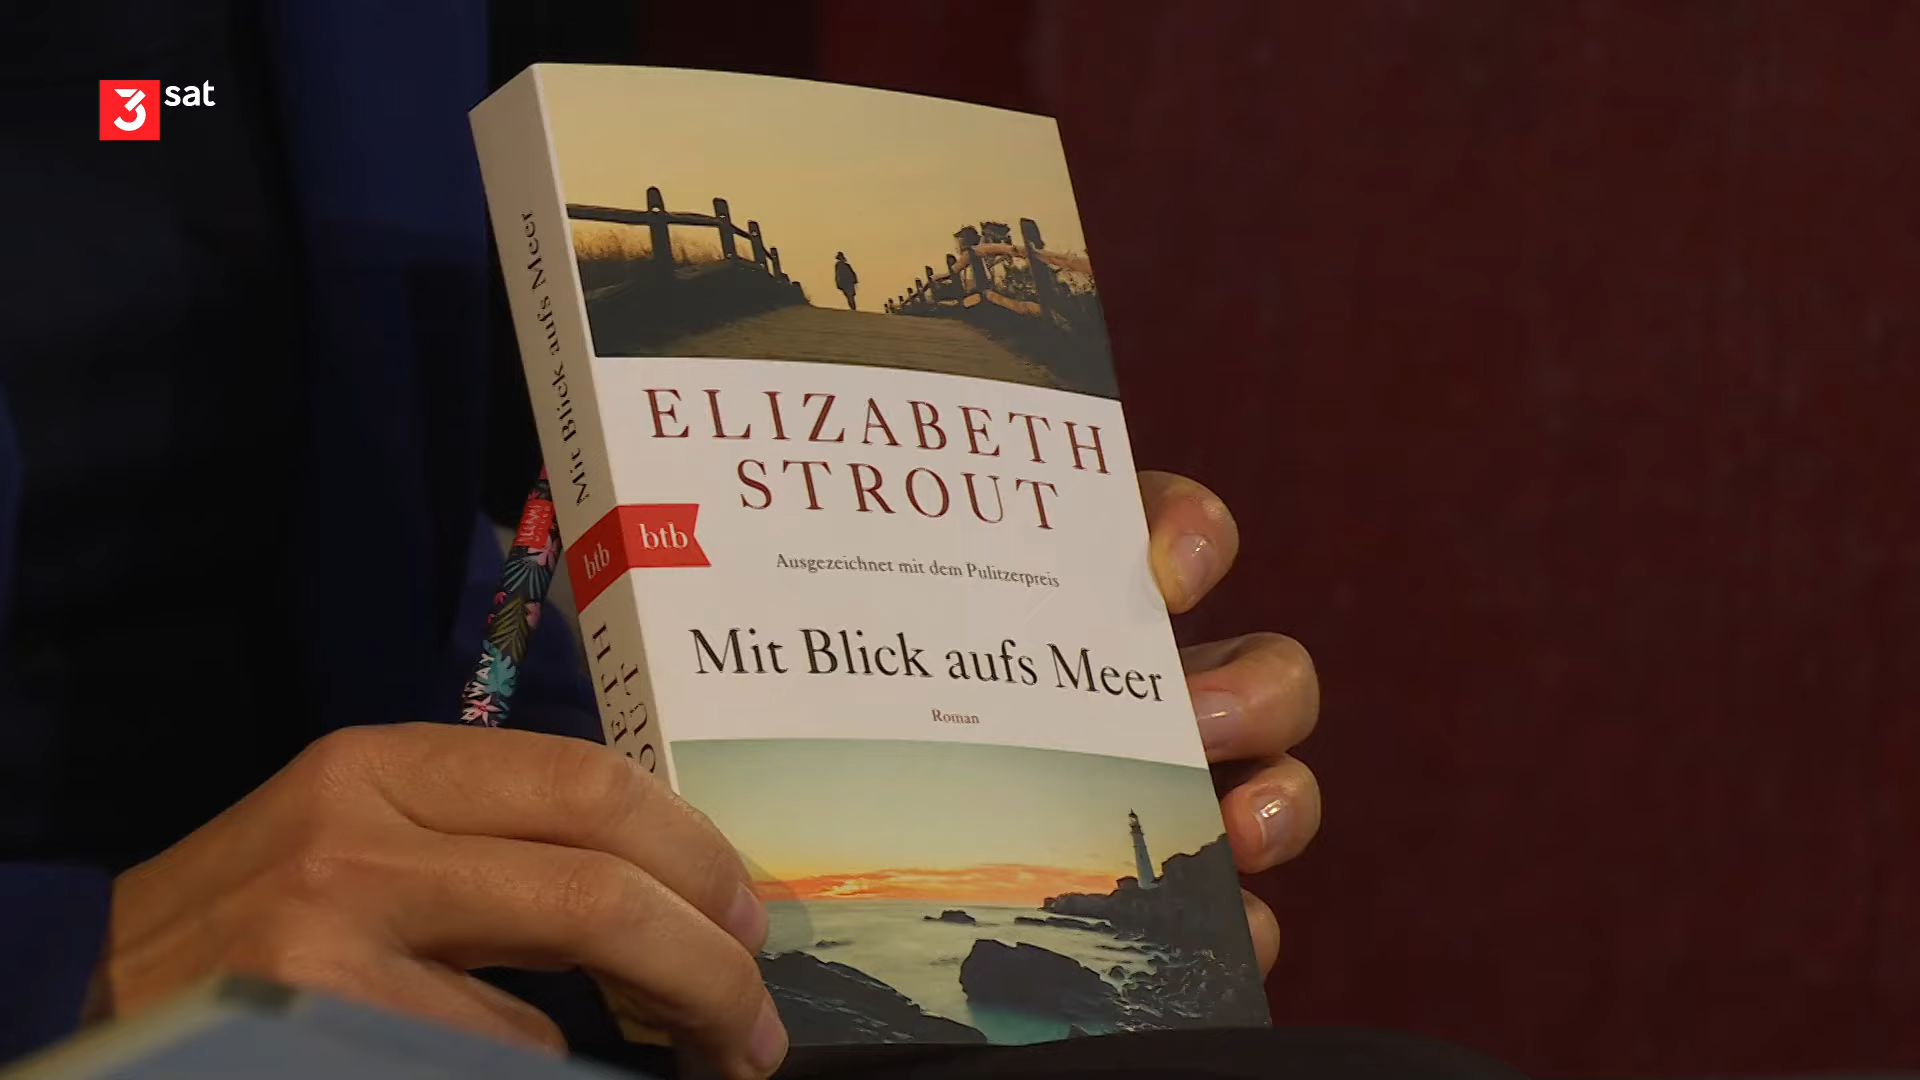 3sat
Mit Blick aufs Meer
ELIZABETH
STROUT
btb
btb
Ausgezeichnet mit dem Pulitzerpreis
Mit Blick aufs Meer
Roman